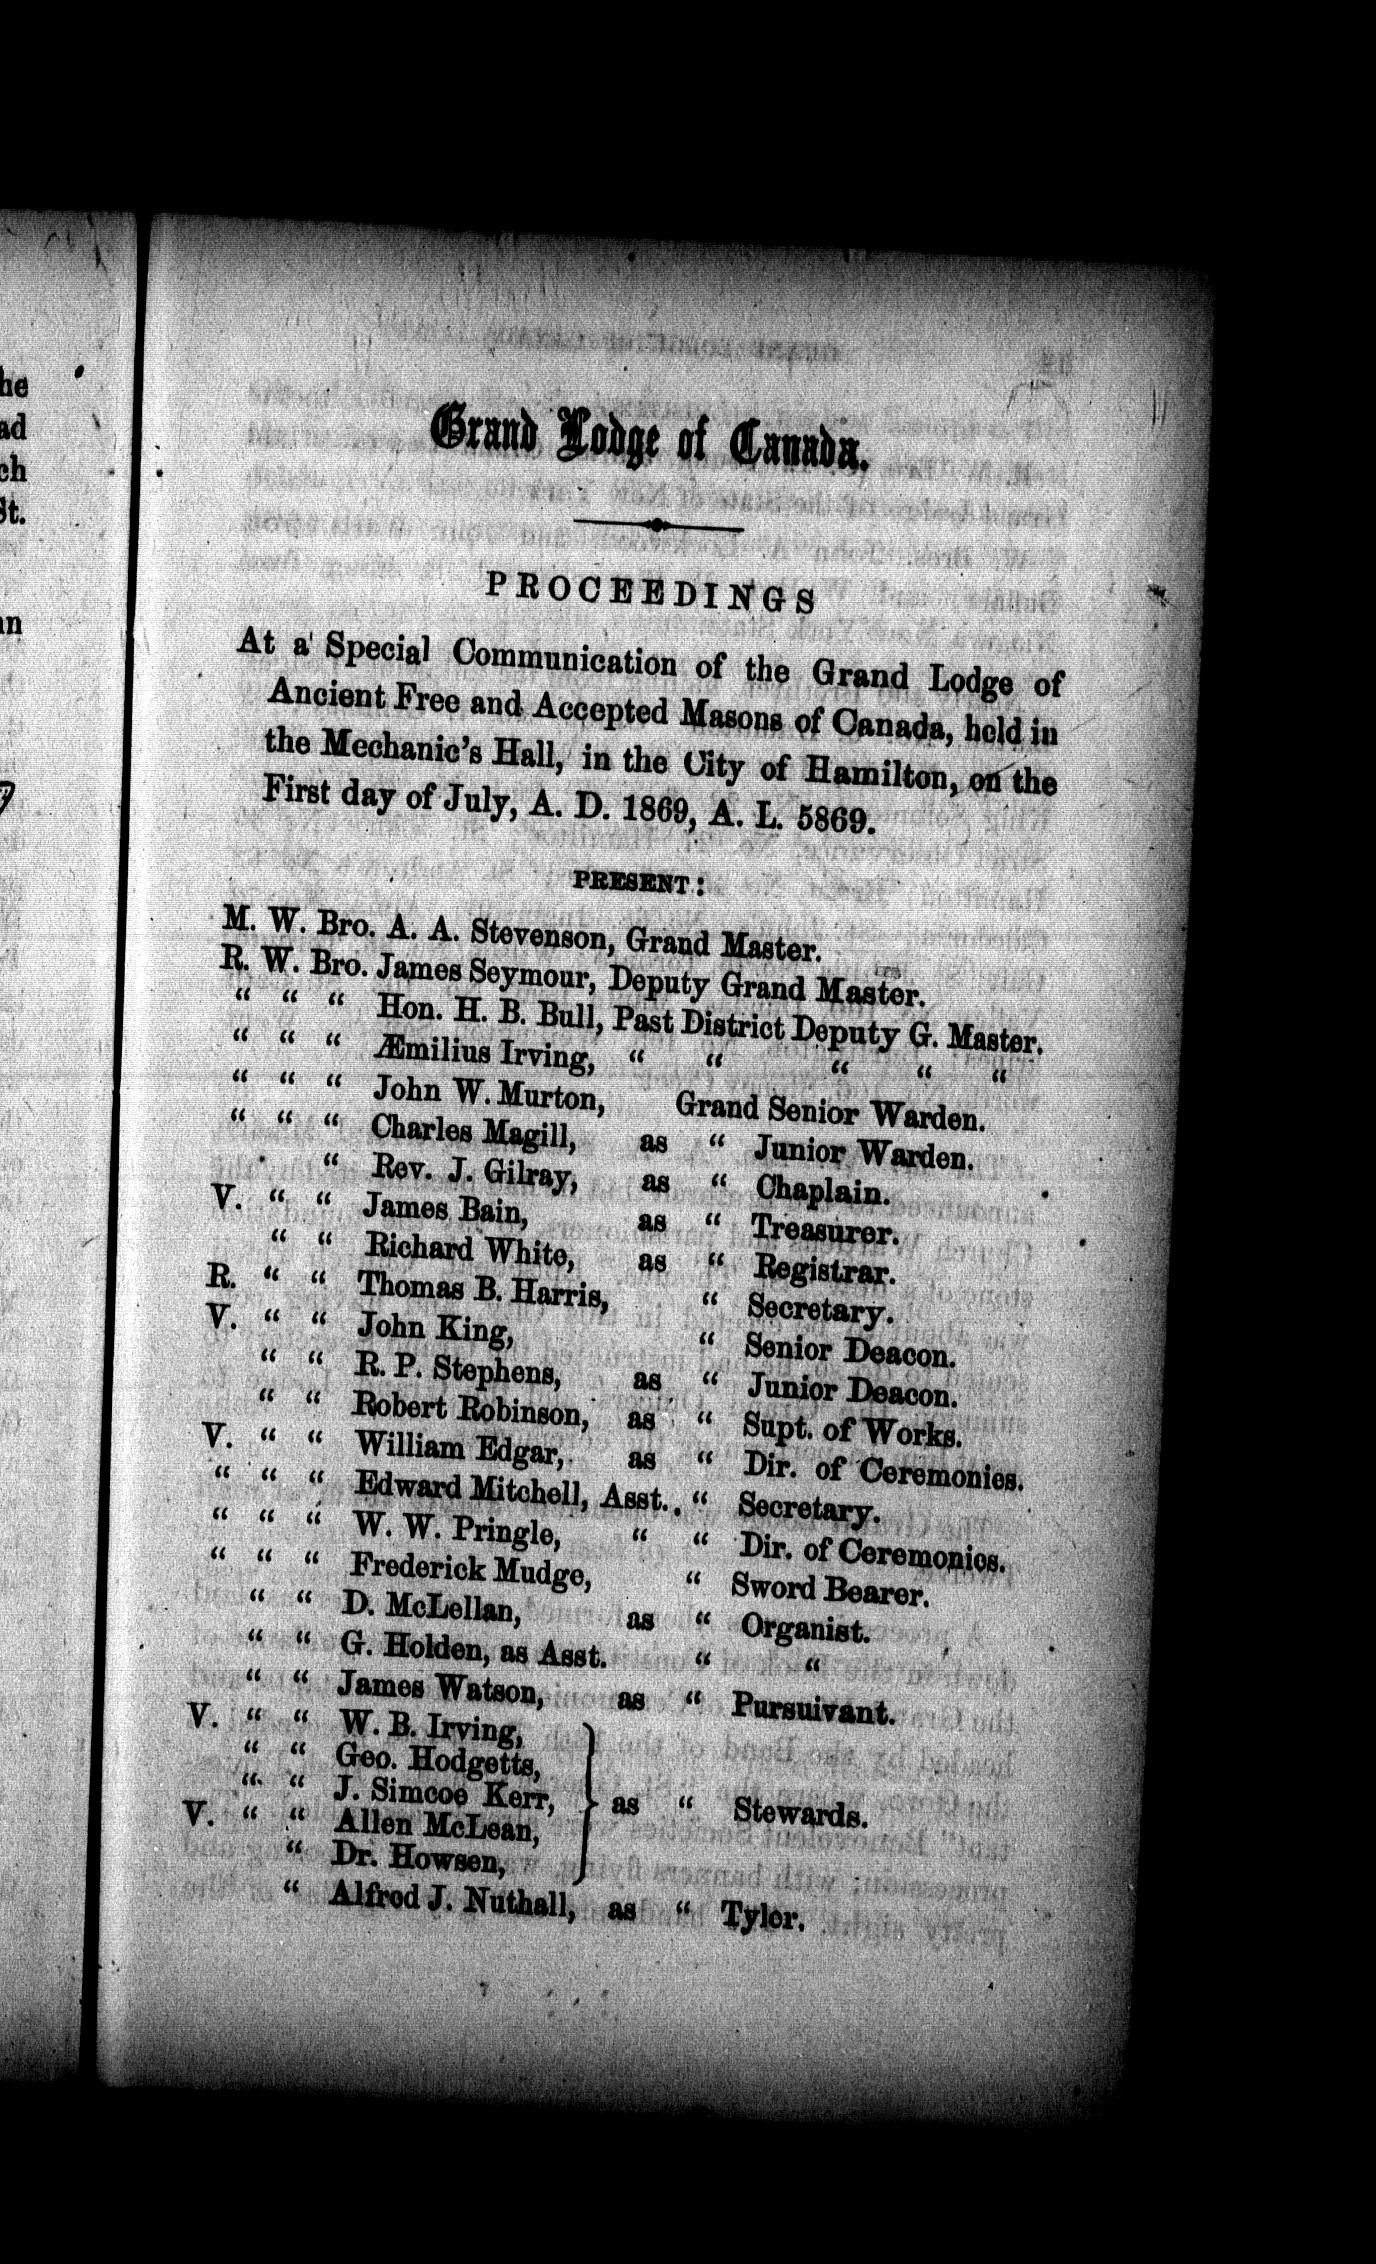 he
ad
ch
St.
an
Grand Lodge of Canada.
PROCEEDINGS
At a Special Communication of the Grand Lodge of
Ancient Free and Accepted Masons of Canada, held in
the Mechanic's Hall, in the City of Hamilton, on the
First day of July, A. D. 1869, A. L. 5869.
PRESENT:
M. W. Bro. A. A. Stevenson, Grand Master.
R. W. Bro. James Seymour, Deputy Grand Master.
“ “ “ Hon. H. B. Bull, Past District Deputy G. Master.
“ “ “ Æmilius Irving, “ “ “ “ “
“ “ “ John W. Murton, Grand Senior Warden.
“ “ “ Charles Magill, as “ Junior Warden.
“ Rev. J. Gilray, as “ Chaplain.
V. “ “ James Bain, as “ Treasurer.
“ “ Richard White, as “ Registrar.
R. “ “ Thomas B. Harris, “ Secretary.
V. “ “ John King, “ Senior Deacon.
“ “ R. P. Stephens, as “ Junior Deacon.
“ “ Robert Robinson, as “ Supt. of Works.
V. “ “ William Edgar, as “ Dir. of Ceremonies.
“ “ “ Edward Mitchell, Asst. “ Secretary.
“ “ “ W. W. Pringle, “ “ Dir. of Ceremonies.
“ “ “ Frederick Mudge, “ Sword Bearer.
“ “ D. McLellan, as “ Organist.
“ “ G. Holden, as Asst. “ “
“ “ James Watson, as “ Pursuivant.
V. “ “ W. B. Irving,
“ “ Geo. Hodgetts,
“ “ J. Simcoe Kerr, } as “ Stewards.
V. “ “ Allen McLean,
“ Dr. Howsen,
“ Alfred J. Nuthall, as “ Tyler.